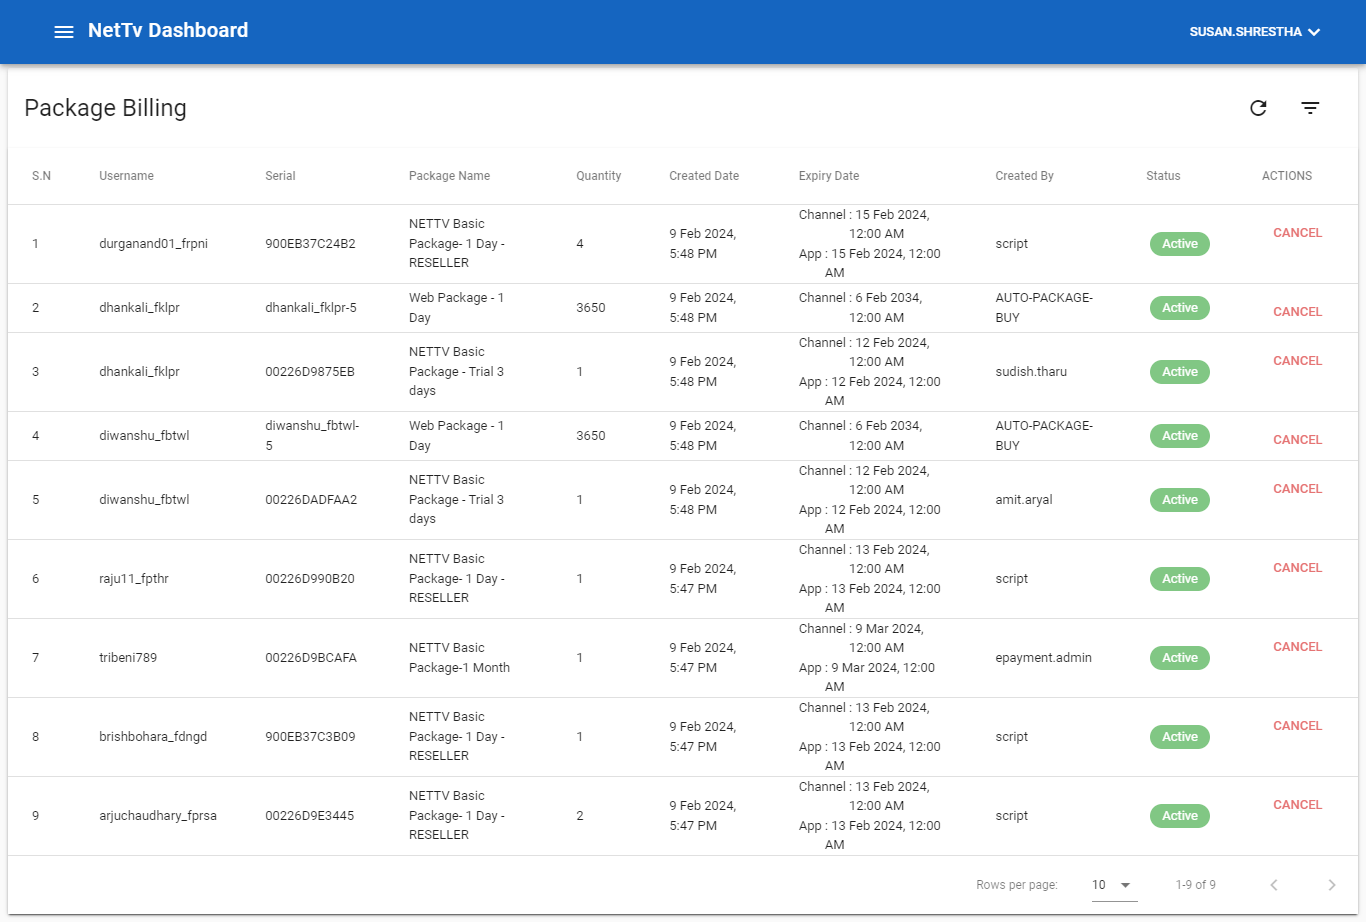 NetTv Dashboard
SUSAN.SHRESTHA
Package Billing
S.N Username Serial Package Name Quantity Created Date Expiry Date Created By Status ACTIONS
1
durganand01_frpni
900EB37C24B2
NETTV Basic
Package- 1 Day -
RESELLER
4
9 Feb 2024,
5:48 PM
Channel : 15 Feb 2024,
12:00 AM
App : 15 Feb 2024, 12:00
AM
script
Active
CANCEL
2
dhankali_fklpr
dhankali_fklpr-5
Web Package - 1
Day
3650
9 Feb 2024,
5:48 PM
Channel : 6 Feb 2034,
12:00 AM
AUTO-PACKAGE-
BUY
Active
CANCEL
3
dhankali_fklpr
00226D9875EB
NETTV Basic
Package - Trial 3
days
1
9 Feb 2024,
5:48 PM
Channel : 12 Feb 2024,
12:00 AM
App : 12 Feb 2024, 12:00
AM
sudish.tharu
Active
CANCEL
4
diwanshu_fbtwl
diwanshu_fbtwl-
5
Web Package - 1
Day
3650
9 Feb 2024,
5:48 PM
Channel : 6 Feb 2034,
12:00 AM
AUTO-PACKAGE-
BUY
Active
CANCEL
5
diwanshu_fbtwl
00226DADFAA2
NETTV Basic
Package - Trial 3
days
1
9 Feb 2024,
5:48 PM
Channel : 12 Feb 2024,
12:00 AM
App : 12 Feb 2024, 12:00
AM
amit.aryal
Active
CANCEL
6
raju11_fpthr
00226D990B20
NETTV Basic
Package- 1 Day -
RESELLER
1
9 Feb 2024,
5:47 PM
Channel : 13 Feb 2024,
12:00 AM
App : 13 Feb 2024, 12:00
AM
script
Active
CANCEL
7
tribeni789
00226D9BCAFA
NETTV Basic
Package-1 Month
1
9 Feb 2024,
5:47 PM
Channel : 9 Mar 2024,
12:00 AM
App : 9 Mar 2024, 12:00
AM
epayment.admin
Active
CANCEL
8
brishbohara_fdngd
900EB37C3B09
NETTV Basic
Package- 1 Day -
RESELLER
1
9 Feb 2024,
5:47 PM
Channel : 13 Feb 2024,
12:00 AM
App : 13 Feb 2024, 12:00
AM
script
Active
CANCEL
9
arjuchaudhary_fprsa
00226D9E3445
NETTV Basic
Package- 1 Day -
RESELLER
2
9 Feb 2024,
5:47 PM
Channel : 13 Feb 2024,
12:00 AM
App : 13 Feb 2024, 12:00
AM
script
Active
CANCEL
Rows per page: 10 1-9 of 9